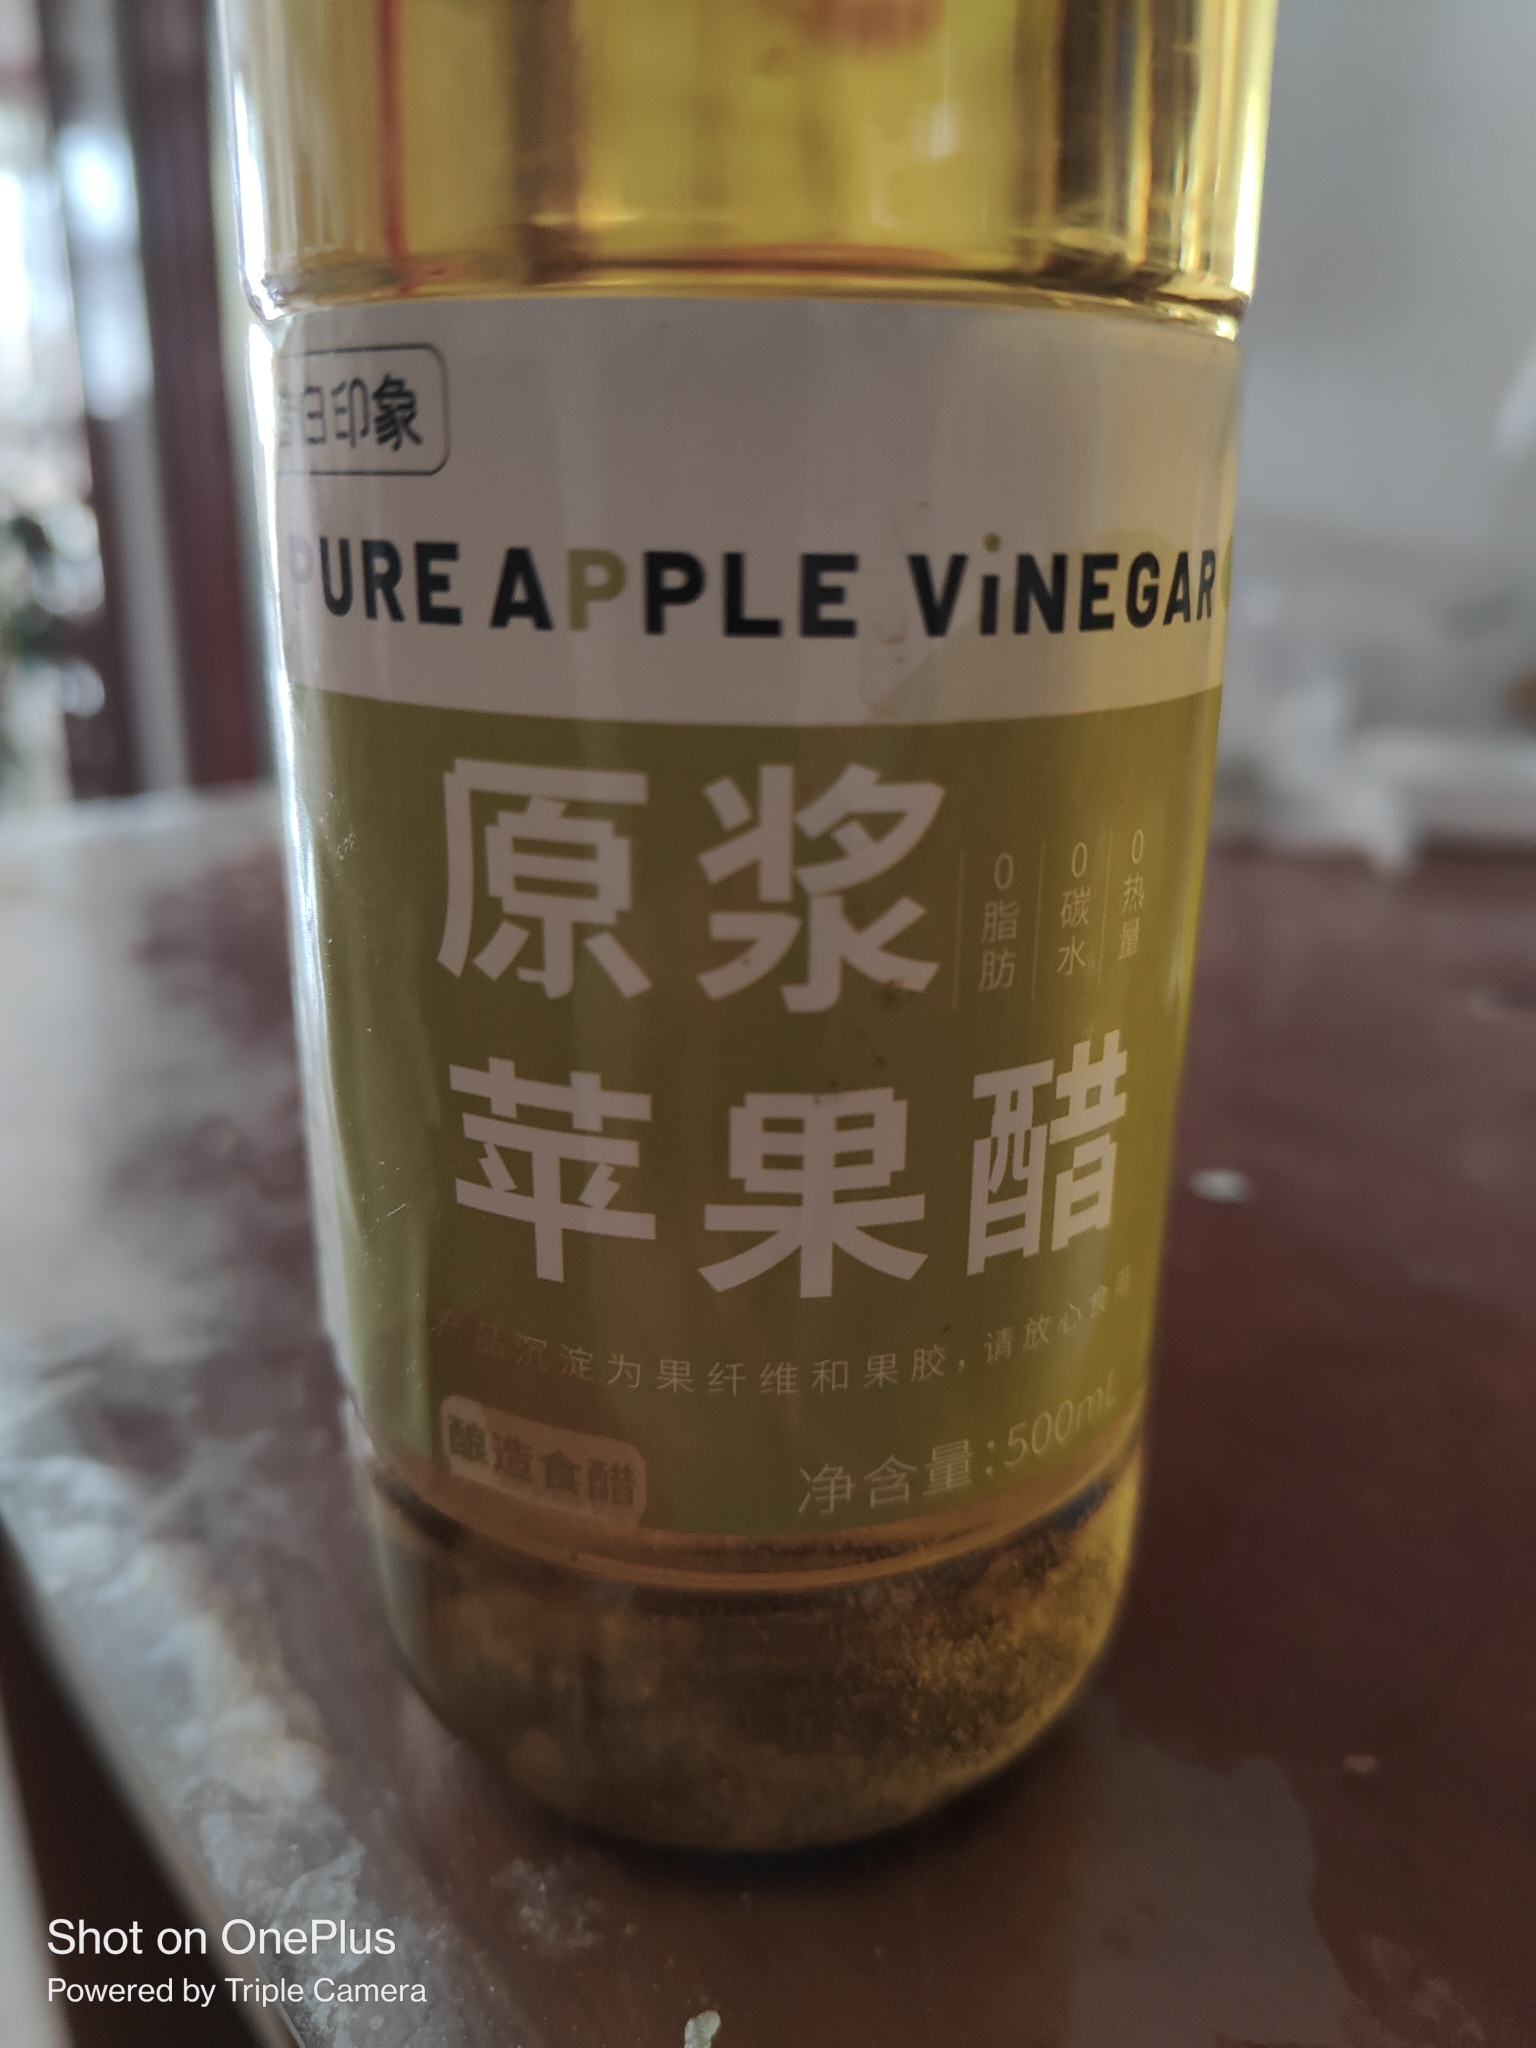 白印象
PURE APPLE ViNEGAR
原浆
0脂肪
0碳水
0热量
苹果醋
产品沉淀为果纤维和果胶，请放心食用
酿造食醋
净含量：500mL
Shot on OnePlus
Powered by Triple Camera